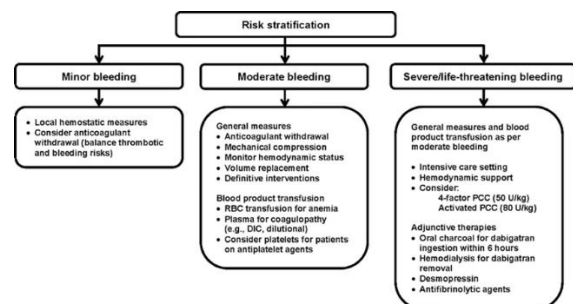 Risk stratification
Minor bleeding
• Local hemostatic measures
• Consider anticoagulant
withdrawal (balance thrombotic
and bleeding risks)
Moderate bleeding
General measures
• Anticoagulant withdrawal
• Mechanical compression
• Monitor hemodynamic status
• Volume replacement
• Definitive interventions
Blood product transfusion
• RBC transfusion for anemia
• Plasma for coagulopathy
(e.g., DIC, dilutional)
• Consider platelets for patients
on antiplatelet agents
Severe/life-threatening bleeding
General measures and blood
product transfusion as per
moderate bleeding
• Intensive care setting
• Hemodynamic support
• Consider:
4-factor PCC (50 U/kg)
Activated PCC (80 U/kg)
Adjunctive therapies
• Oral charcoal for dabigatran
ingestion within 6 hours
• Hemodialysis for dabigatran
removal
• Desmopressin
• Antifibrinolytic agents